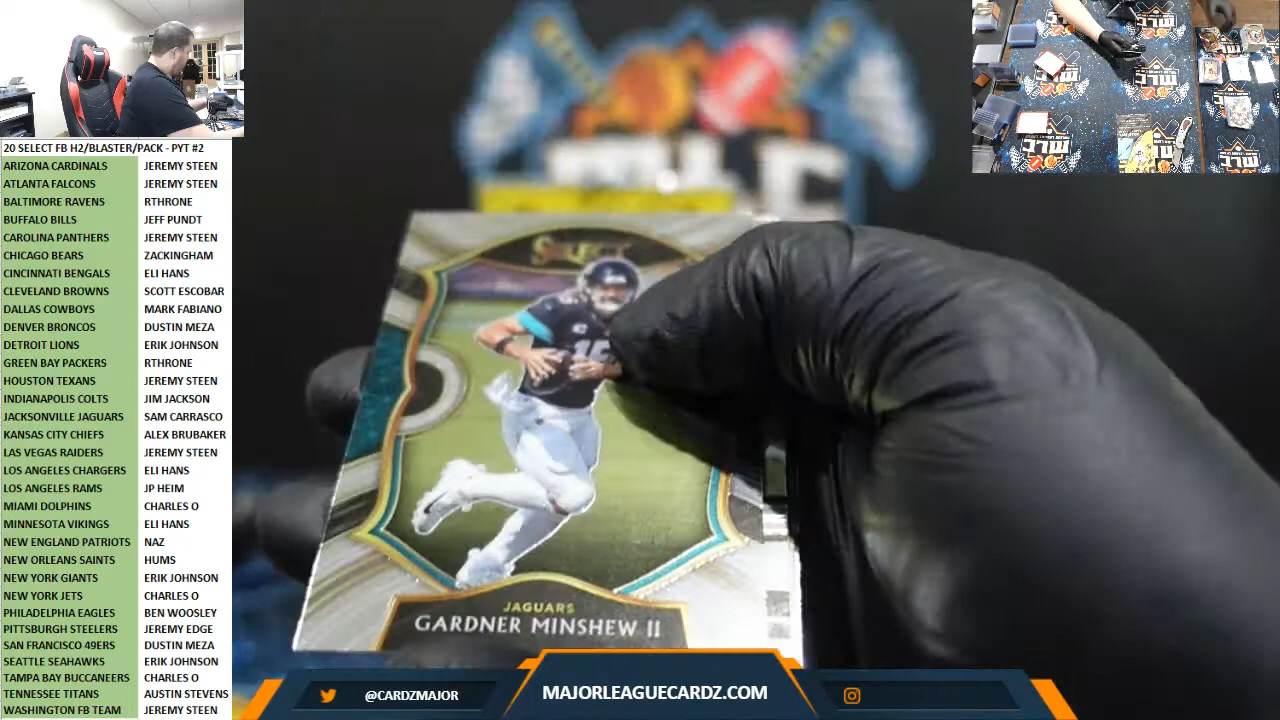 20 SELECT FB H2/BLASTER/PACK - PYT #2
ARIZONA CARDINALS JEREMY STEEN
ATLANTA FALCONS JEREMY STEEN
BALTIMORE RAVENS RTHRONE
BUFFALO BILLS JEFF PUNDT
CAROLINA PANTHERS JEREMY STEEN
CHICAGO BEARS ZACKINGHAM
CINCINNATI BENGALS ELI HANS
CLEVELAND BROWNS SCOTT ESCOBAR
DALLAS COWBOYS MARK FABIANO
DENVER BRONCOS DUSTIN MEZA
DETROIT LIONS ERIK JOHNSON
GREEN BAY PACKERS RTHRONE
HOUSTON TEXANS JEREMY STEEN
INDIANAPOLIS COLTS JIM JACKSON
JACKSONVILLE JAGUARS SAM CARRASCO
KANSAS CITY CHIEFS ALEX BRUBAKER
LAS VEGAS RAIDERS JEREMY STEEN
LOS ANGELES CHARGERS ELI HANS
LOS ANGELES RAMS JP HEIM
MIAMI DOLPHINS CHARLES O
MINNESOTA VIKINGS ELI HANS
NEW ENGLAND PATRIOTS NAZ
NEW ORLEANS SAINTS HUMS
NEW YORK GIANTS ERIK JOHNSON
NEW YORK JETS CHARLES O
PHILADELPHIA EAGLES BEN WOOSLEY
PITTSBURGH STEELERS JEREMY EDGE
SAN FRANCISCO 49ERS DUSTIN MEZA
SEATTLE SEAHAWKS ERIK JOHNSON
TAMPA BAY BUCCANEERS CHARLES O
TENNESSEE TITANS AUSTIN STEVENS
WASHINGTON FB TEAM JEREMY STEEN
SELECT
15
JAGUARS
GARDNER MINSHEW II
@CARDZMAJOR
MAJORLEAGUECARDZ.COM